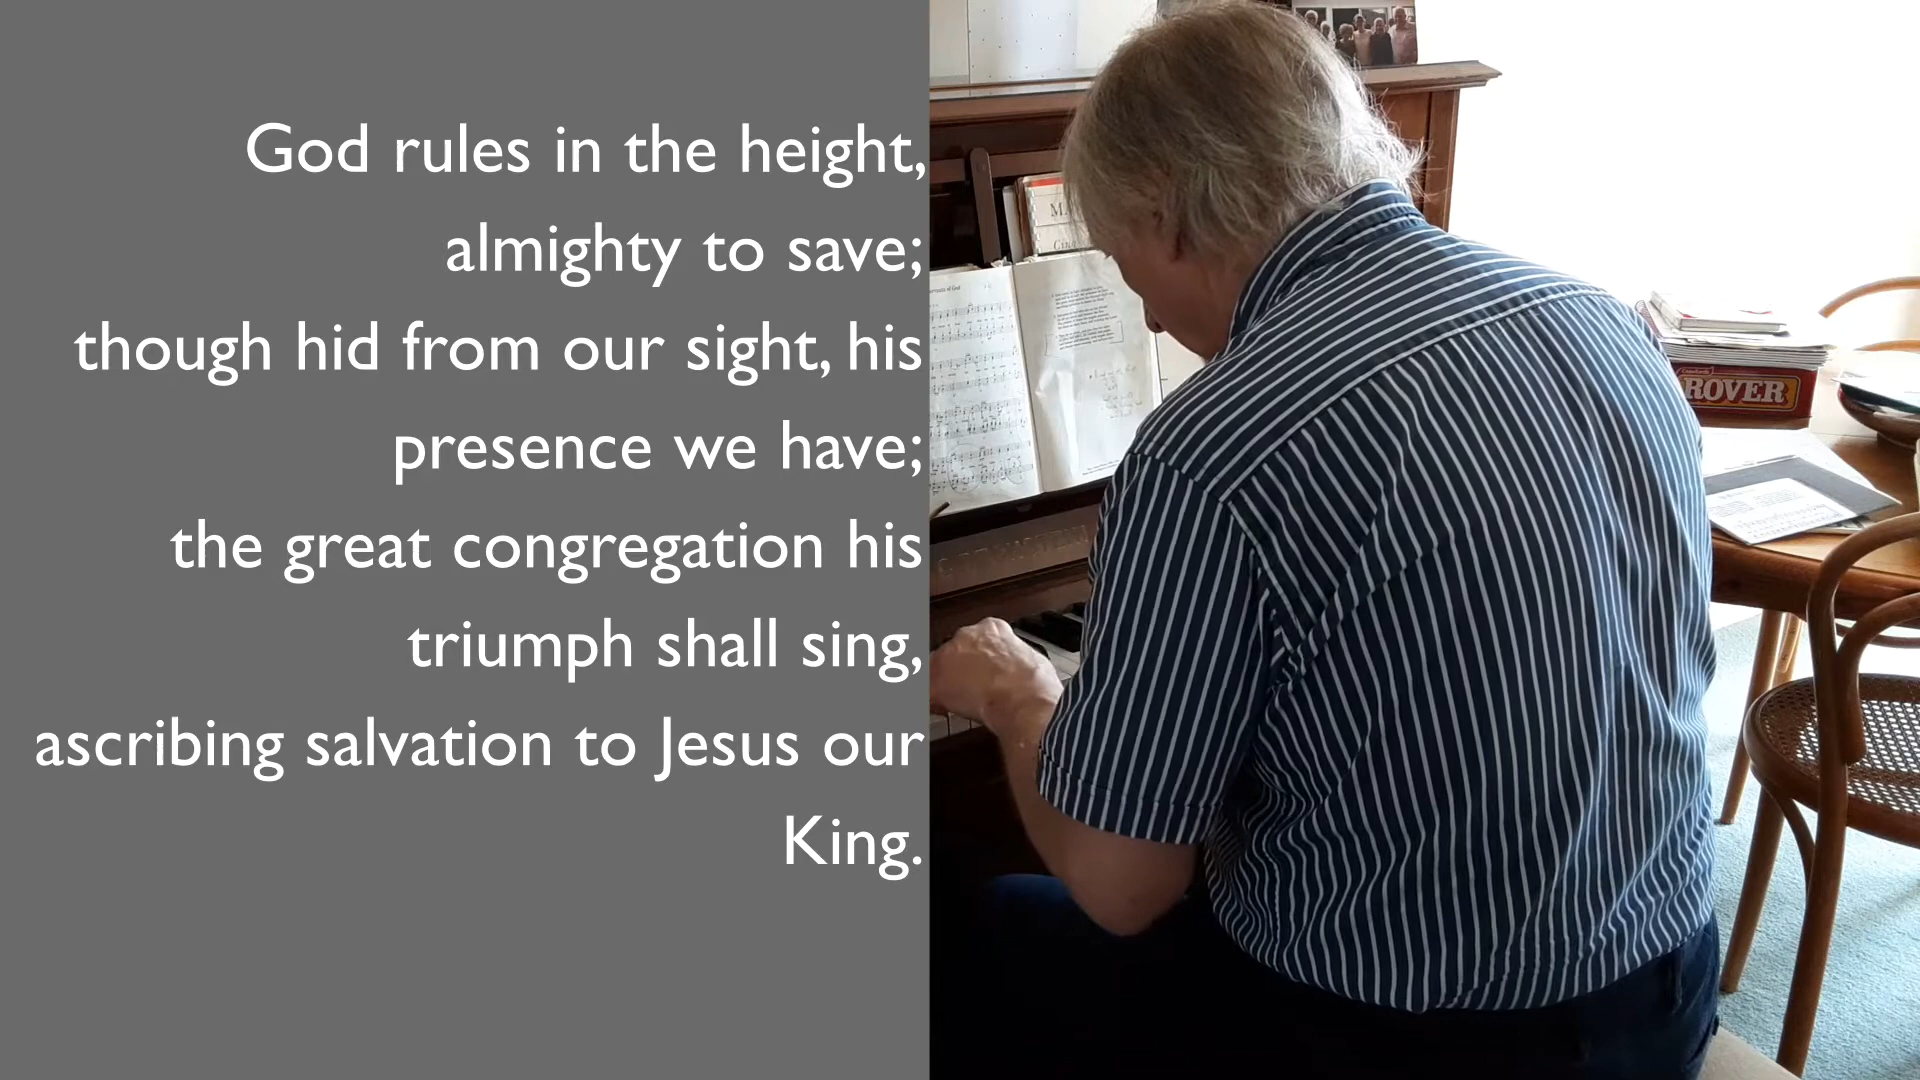 God rules in the height,
almighty to save;
though hid from our sight, his
presence we have;
the great congregation his
triumph shall sing,
ascribing salvation to Jesus our
King.
ROVER